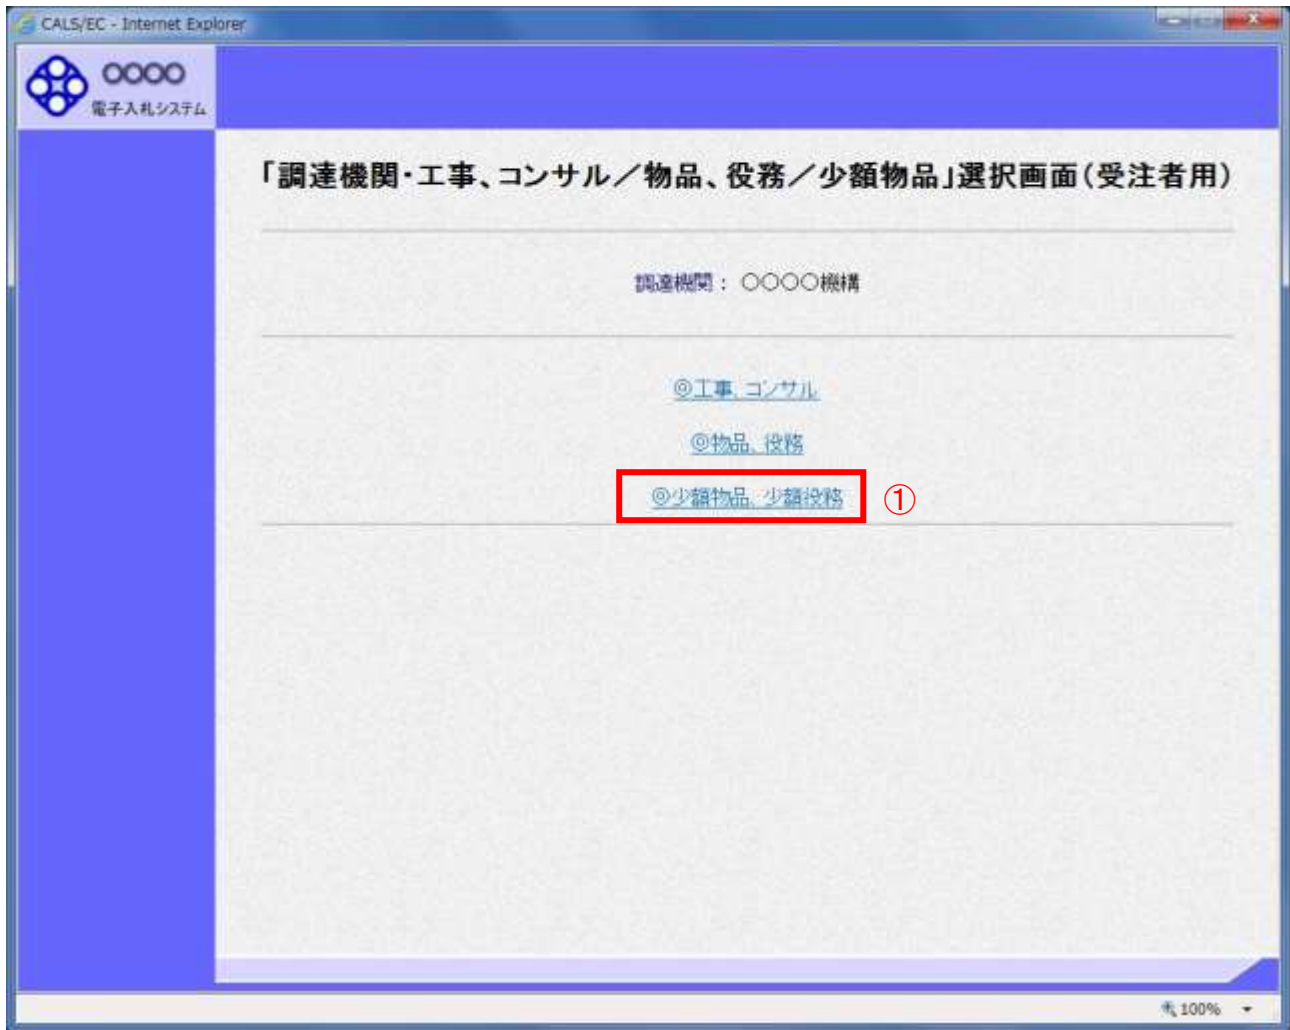 CALS/EC - Internet Explorer
○○○○
電子入札システム
「調達機関・工事、コンサル／物品、役務／少額物品」選択画面（受注者用）
調達機関： ○○○○機構
◎工事、コンサル
◎物品、役務
◎少額物品、少額役務
①
100%